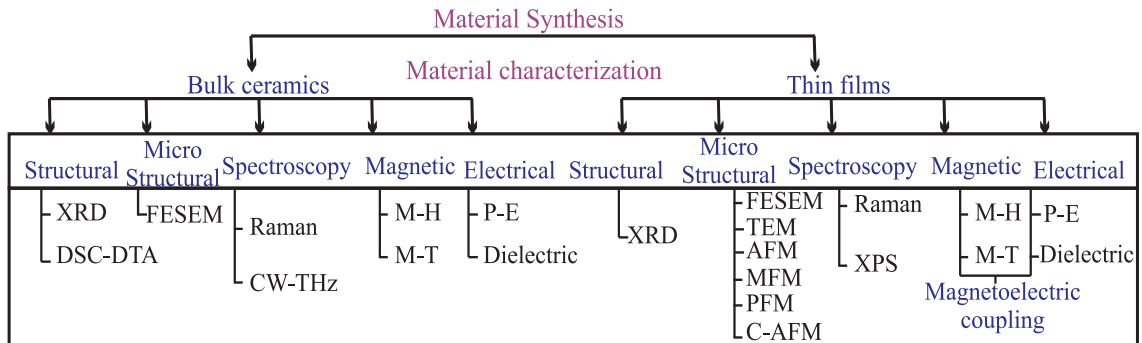 Material Synthesis
Material characterization
Bulk ceramics
Thin films
Structural
Micro
Structural
Spectroscopy
Magnetic
Electrical
Structural
Micro
Structural
Spectroscopy
Magnetic
Electrical
XRD
DSC-DTA
FESEM
Raman
CW-THz
M-H
M-T
P-E
Dielectric
XRD
FESEM
TEM
AFM
MFM
PFM
C-AFM
Raman
XPS
M-H
M-T
P-E
Dielectric
Magnetoelectric
coupling